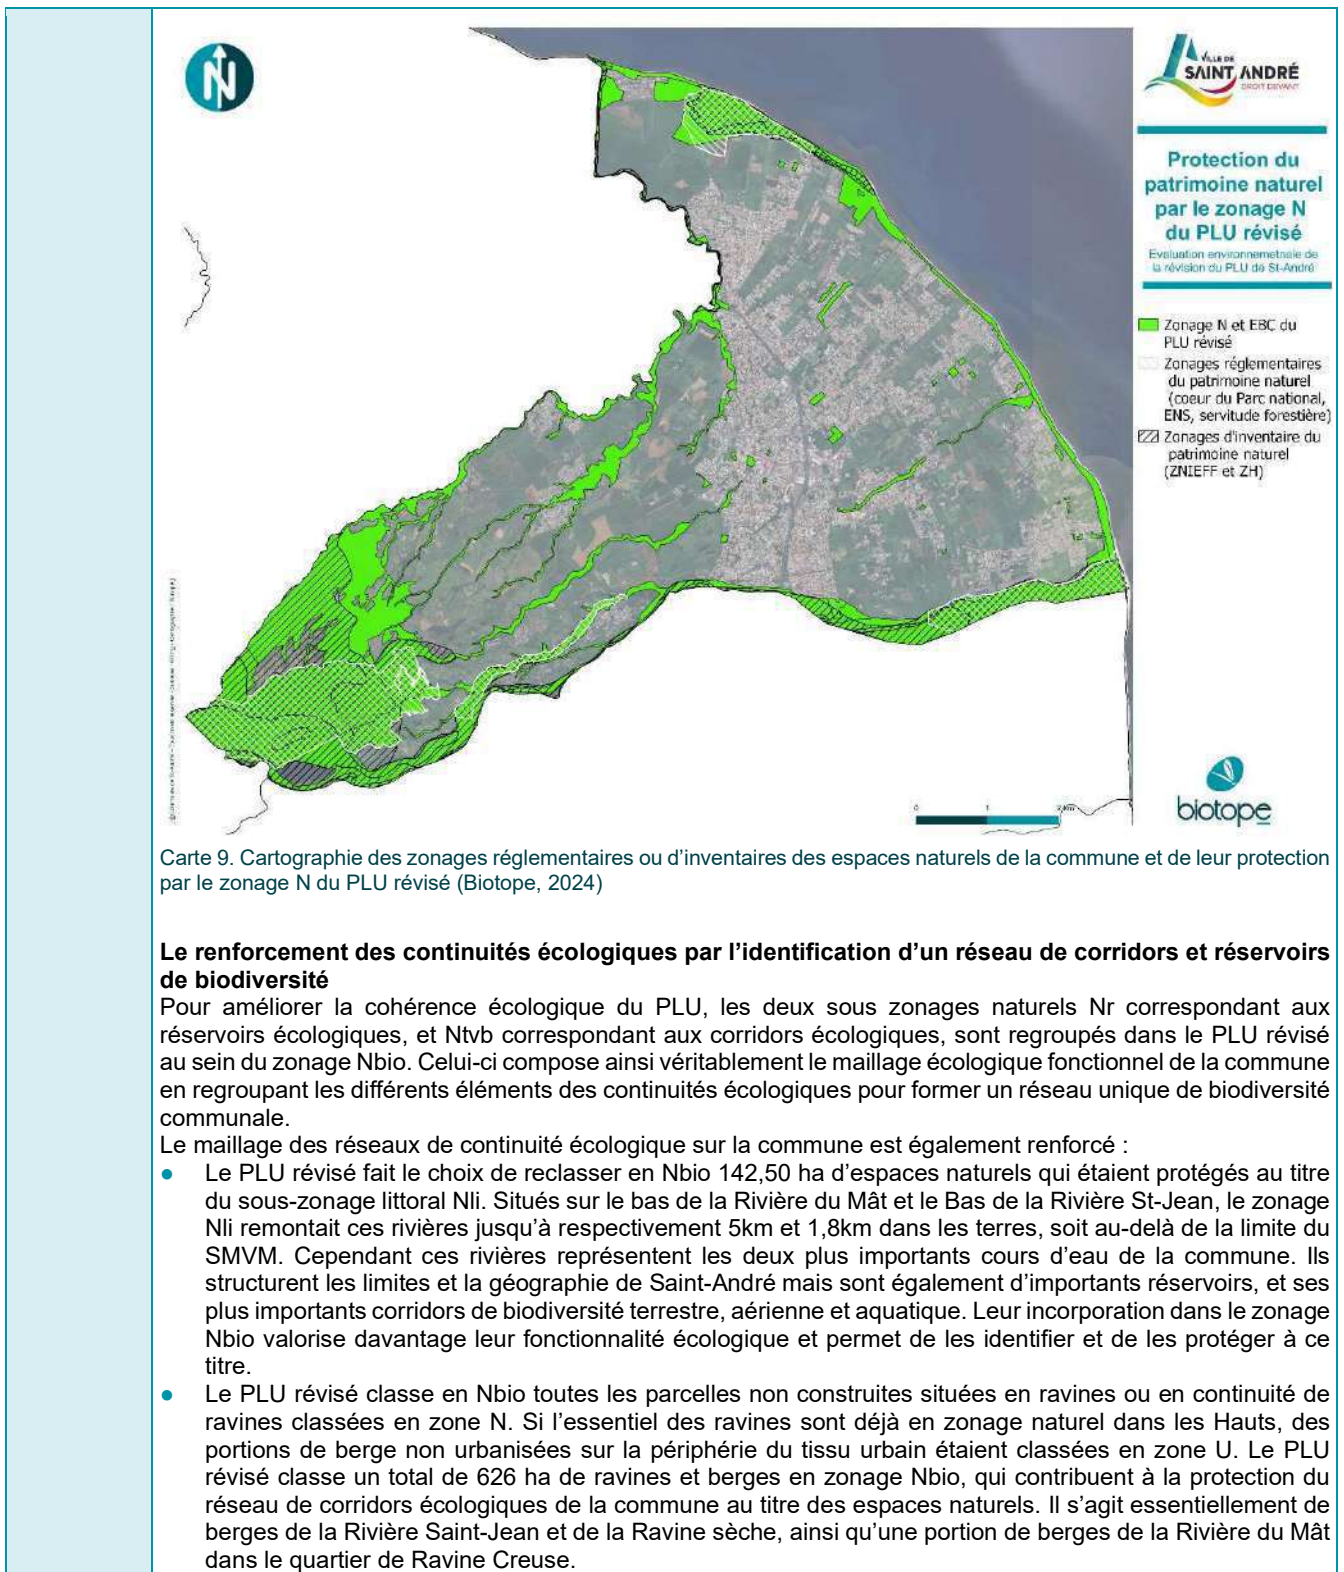 N
VILLE DE
SAINT ANDRÉ
DROIT DEVANT
Protection du
patrimoine naturel
par le zonage N
du PLU révisé
Evaluation environnemetnale de
la révision du PLU de St-André
Zonage N et EBC du
PLU révisé
Zonages réglementaires
du patrimoine naturel
(coeur du Parc national,
ENS, servitude forestière)
Zonages d'inventaire du
patrimoine naturel
(ZNIEFF et ZH)
0 1 2 km
biotope
Carte 9. Cartographie des zonages réglementaires ou d'inventaires des espaces naturels de la commune et de leur protection
par le zonage N du PLU révisé (Biotope, 2024)
Le renforcement des continuités écologiques par l'identification d'un réseau de corridors et réservoirs
de biodiversité
Pour améliorer la cohérence écologique du PLU, les deux sous zonages naturels Nr correspondant aux
réservoirs écologiques, et Ntvb correspondant aux corridors écologiques, sont regroupés dans le PLU révisé
au sein du zonage Nbio. Celui-ci compose ainsi véritablement le maillage écologique fonctionnel de la commune
en regroupant les différents éléments des continuités écologiques pour former un réseau unique de biodiversité
communale.
Le maillage des réseaux de continuité écologique sur la commune est également renforcé :
● Le PLU révisé fait le choix de reclasser en Nbio 142,50 ha d'espaces naturels qui étaient protégés au titre
du sous-zonage littoral Nli. Situés sur le bas de la Rivière du Mât et le Bas de la Rivière St-Jean, le zonage
Nli remontait ces rivières jusqu'à respectivement 5km et 1,8km dans les terres, soit au-delà de la limite du
SMVM. Cependant ces rivières représentent les deux plus importants cours d'eau de la commune. Ils
structurent les limites et la géographie de Saint-André mais sont également d'importants réservoirs, et ses
plus importants corridors de biodiversité terrestre, aérienne et aquatique. Leur incorporation dans le zonage
Nbio valorise davantage leur fonctionnalité écologique et permet de les identifier et de les protéger à ce
titre.
● Le PLU révisé classe en Nbio toutes les parcelles non construites situées en ravines ou en continuité de
ravines classées en zone N. Si l'essentiel des ravines sont déjà en zonage naturel dans les Hauts, des
portions de berge non urbanisées sur la périphérie du tissu urbain étaient classées en zone U. Le PLU
révisé classe un total de 626 ha de ravines et berges en zonage Nbio, qui contribuent à la protection du
réseau de corridors écologiques de la commune au titre des espaces naturels. Il s'agit essentiellement de
berges de la Rivière Saint-Jean et de la Ravine sèche, ainsi qu'une portion de berges de la Rivière du Mât
dans le quartier de Ravine Creuse.